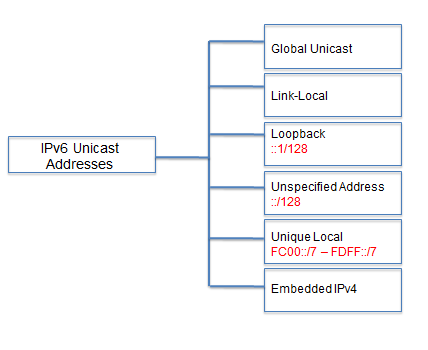 IPv6 Unicast
Addresses
Global Unicast
Link-Local
Loopback
::1/128
Unspecified Address
::/128
Unique Local
FC00::/7 – FDFF::/7
Embedded IPv4